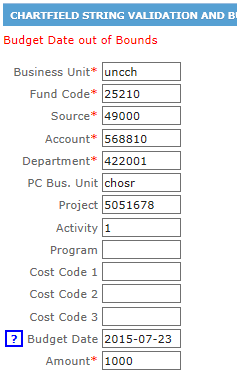 CHARTFIELD STRING VALIDATION AND
Budget Date out of Bounds
Business Unit* uncch
Fund Code* 25210
Source* 49000
Account* 568810
Department* 422001
PC Bus. Unit chosr
Project 5051678
Activity 1
Program
Cost Code 1
Cost Code 2
Cost Code 3
? Budget Date 2015-07-23
Amount* 1000